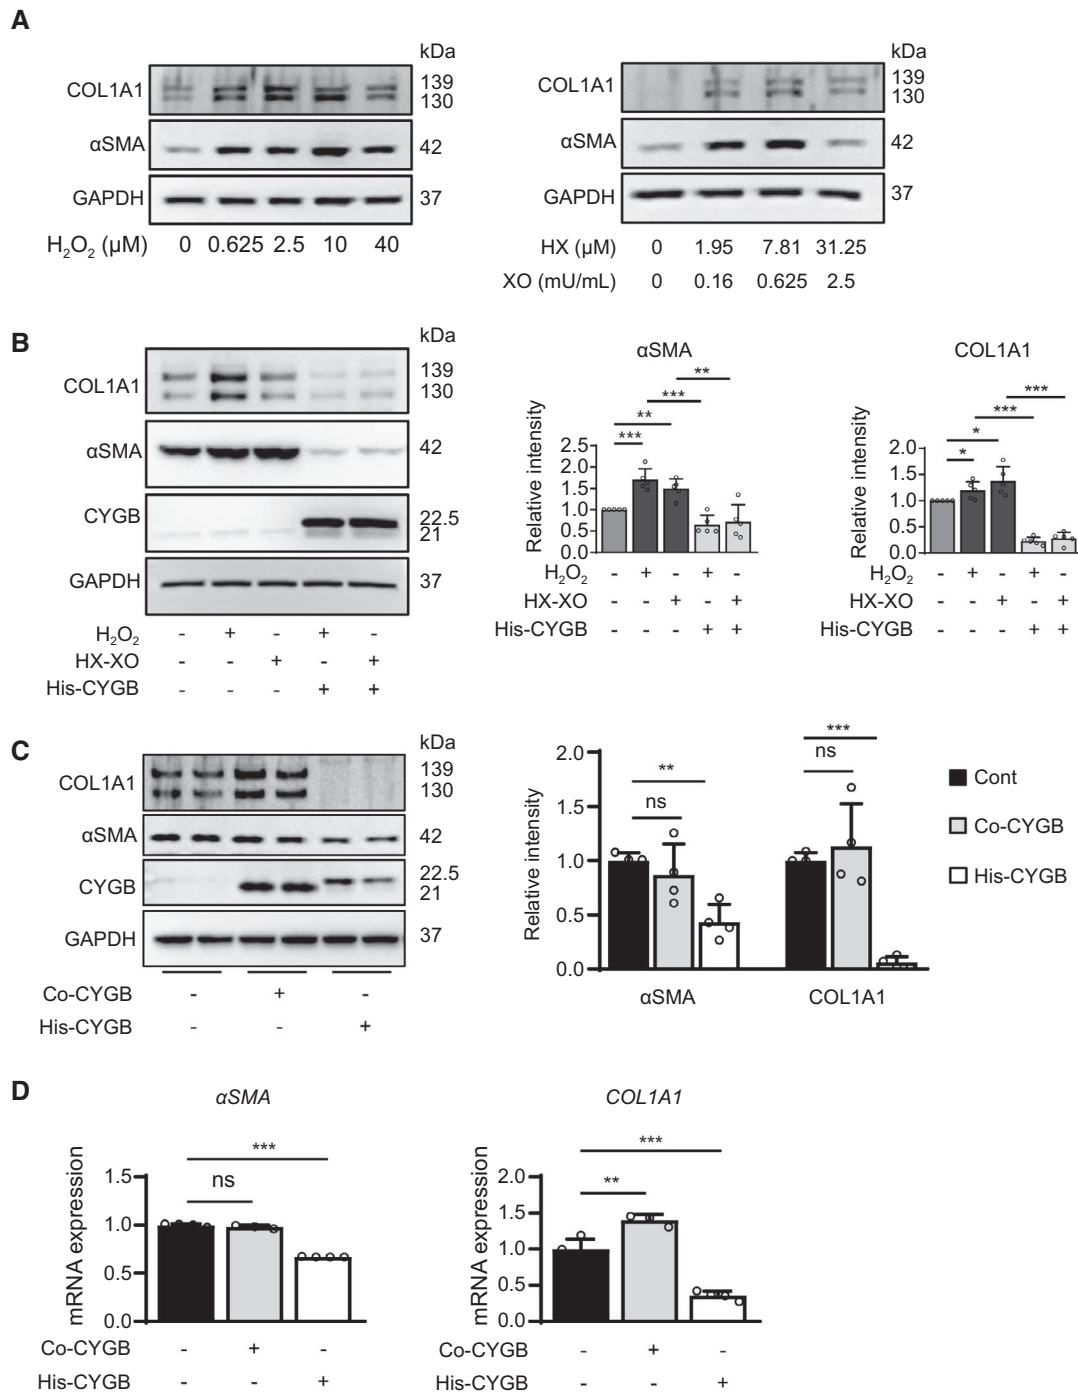 A
kDa
COL1A1
139
130
αSMA
42
GAPDH
37
H₂O₂ (μM) 0 0.625 2.5 10 40
kDa
COL1A1
139
130
αSMA
42
GAPDH
37
HX (μM) 0 1.95 7.81 31.25
XO (mU/mL) 0 0.16 0.625 2.5
B
kDa
COL1A1
139
130
αSMA
42
CYGB
22.5
21
GAPDH
37
H₂O₂ - + - + -
HX-XO - - + - +
His-CYGB - - - + +
αSMA
Relative intensity
**
***
**
***
2.5
2.0
1.5
1.0
0.5
0.0
H₂O₂ - + - + -
HX-XO - - + - +
His-CYGB - - - + +
COL1A1
Relative intensity
***
***
*
*
2.0
1.5
1.0
0.5
0.0
H₂O₂ - + - + -
HX-XO - - + - +
His-CYGB - - - + +
C
kDa
COL1A1
139
130
αSMA
42
CYGB
22.5
21
GAPDH
37
Co-CYGB - + -
His-CYGB - - +
Relative intensity
2.0
1.5
1.0
0.5
0.0
**
ns
***
ns
αSMA COL1A1
Cont
Co-CYGB
His-CYGB
D
αSMA
mRNA expression
***
ns
1.5
1.0
0.5
0.0
Co-CYGB - + -
His-CYGB - - +
COL1A1
mRNA expression
***
**
2.0
1.5
1.0
0.5
0.0
Co-CYGB - + -
His-CYGB - - +